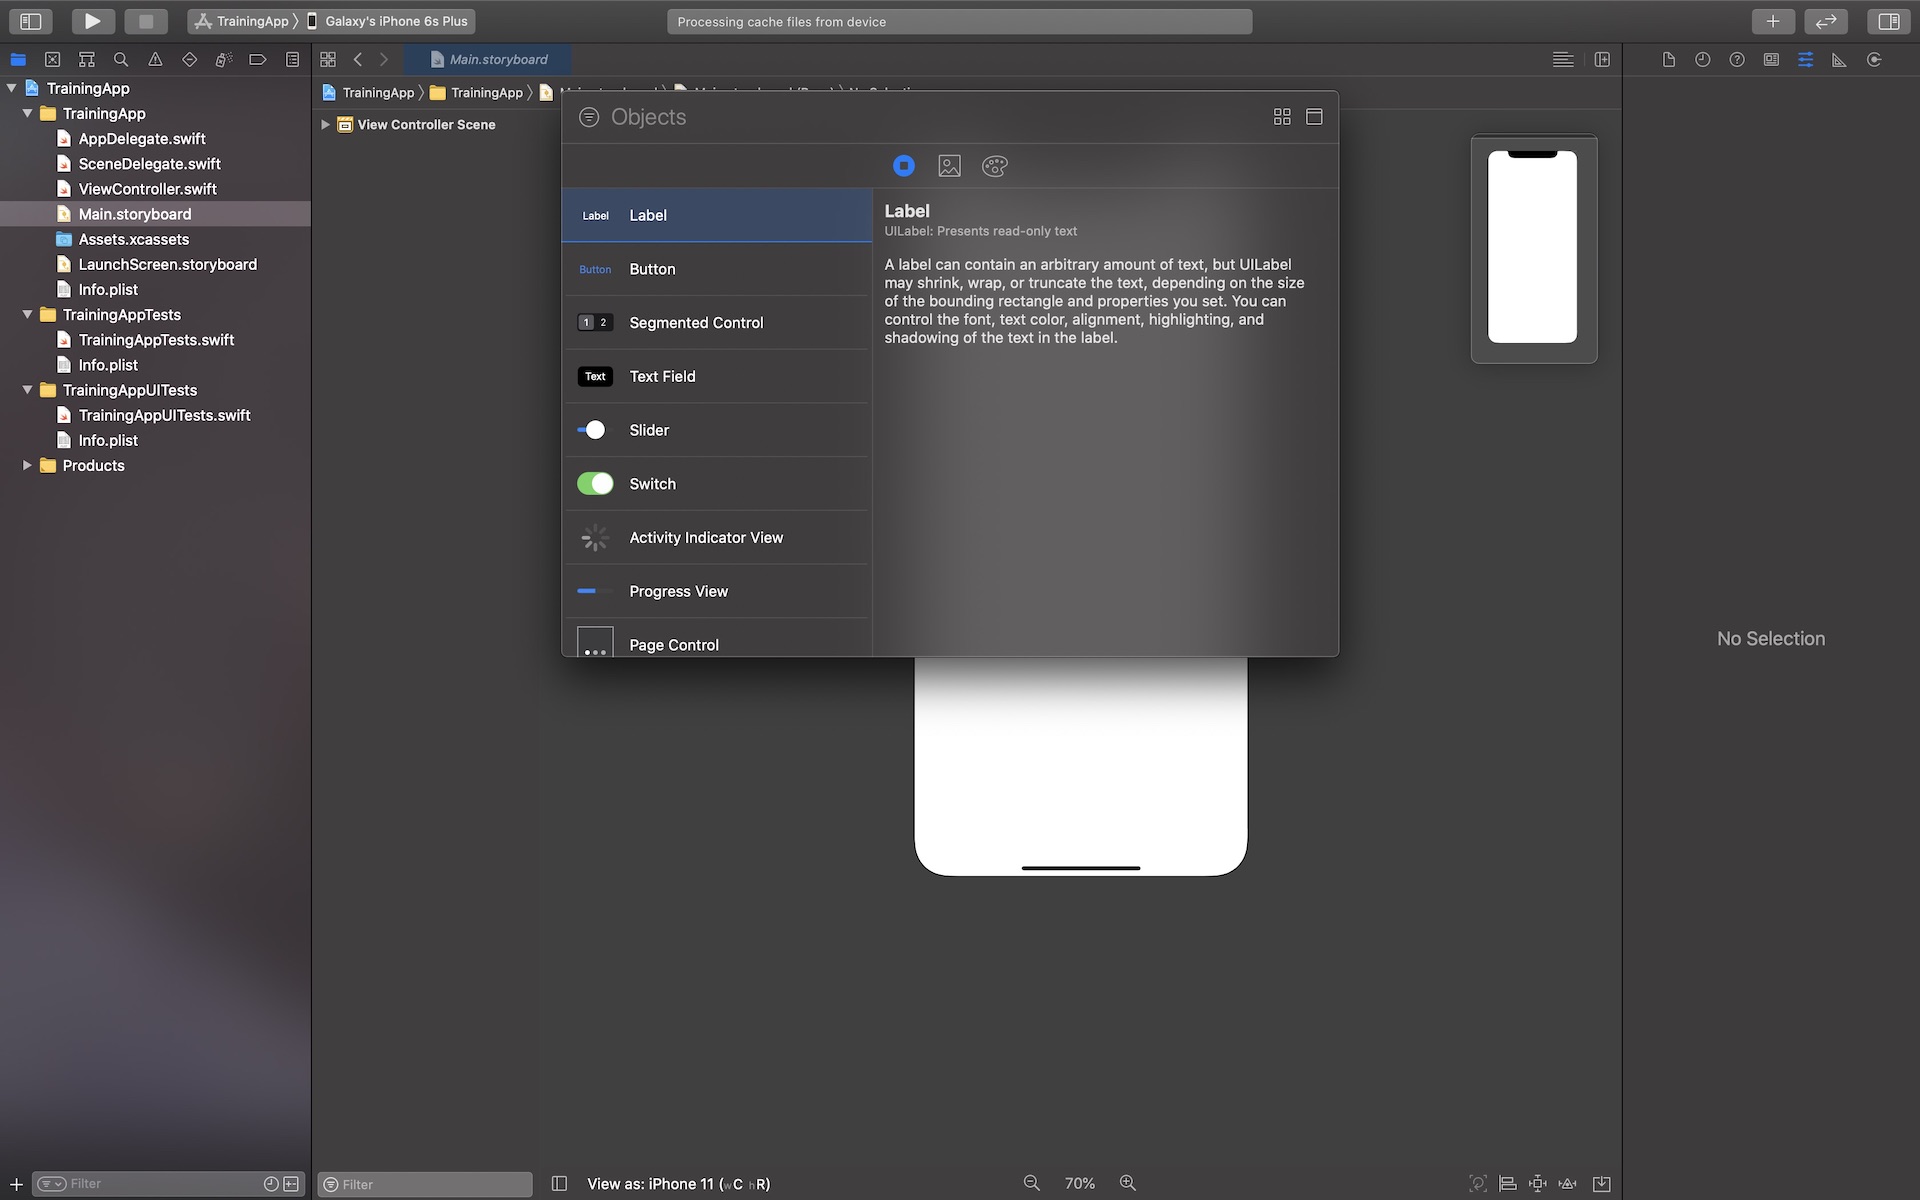 TrainingApp 〉 Galaxy's iPhone 6s Plus
Processing cache files from device
Main.storyboard
TrainingApp 〉 TrainingApp 〉
TrainingApp
TrainingApp
AppDelegate.swift
SceneDelegate.swift
ViewController.swift
Main.storyboard
Assets.xcassets
LaunchScreen.storyboard
Info.plist
TrainingAppTests
TrainingAppTests.swift
Info.plist
TrainingAppUITests
TrainingAppUITests.swift
Info.plist
Products
View Controller Scene
Objects
Label Label
Button Button
1 2 Segmented Control
Text Text Field
Slider
Switch
Activity Indicator View
Progress View
Page Control
Label
UILabel: Presents read-only text
A label can contain an arbitrary amount of text, but UILabel
may shrink, wrap, or truncate the text, depending on the size
of the bounding rectangle and properties you set. You can
control the font, text color, alignment, highlighting, and
shadowing of the text in the label.
No Selection
Filter
Filter
View as: iPhone 11 (wC hR)
70%